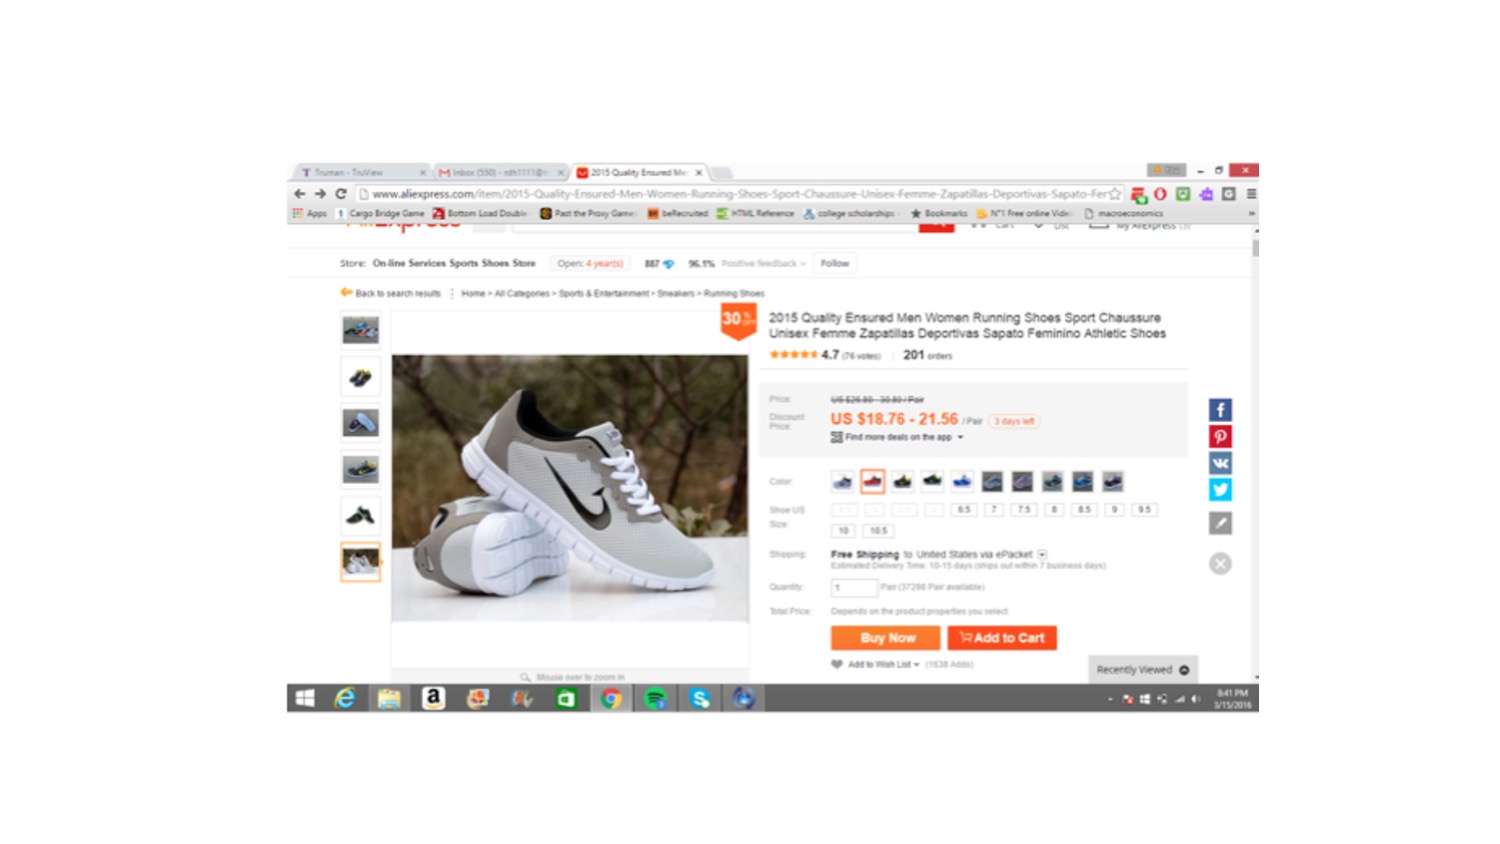 Truman - TruView
Inbox (550) - rdh1111@
2015 Quality Ensured Me
www.aliexpress.com/item/2015-Quality-Ensured-Men-Women-Running-Shoes-Sport-Chaussure-Unisex-Femme-Zapatillas-Deportivas-Sapato-Fer
Apps
Cargo Bridge Game
Bottom Load Double
Past the Proxy Game
beRecruited
HTML Reference
college scholarships
Bookmarks
N°1 Free online Vide
macroeconomics
Cart
List
My AliExpress (3)
Store: On-line Services Sports Shoes Store
Open: 4 year(s)
887
96.1% Positive feedback
Follow
Back to search results
Home > All Categories > Sports & Entertainment > Sneakers > Running Shoes
30 % OFF
2015 Quality Ensured Men Women Running Shoes Sport Chaussure
Unisex Femme Zapatillas Deportivas Sapato Feminino Athletic Shoes
4.7 (76 votes) 201 orders
Price: US $26.80 - 30.80 / Pair
Discount
Price:
US $18.76 - 21.56 / Pair 3 days left
Find more deals on the app
Color:
Shoe US
Size:
6.5 7 7.5 8 8.5 9 9.5
10 10.5
Shipping: Free Shipping to United States via ePacket
Estimated Delivery Time: 10-15 days (ships out within 7 business days)
Quantity: 1 Pair (37286 Pair available)
Total Price: Depends on the product properties you select
Buy Now
Add to Cart
Add to Wish List (1638 Adds)
Mouse over to zoom in
Recently Viewed
8:41 PM
3/15/2016